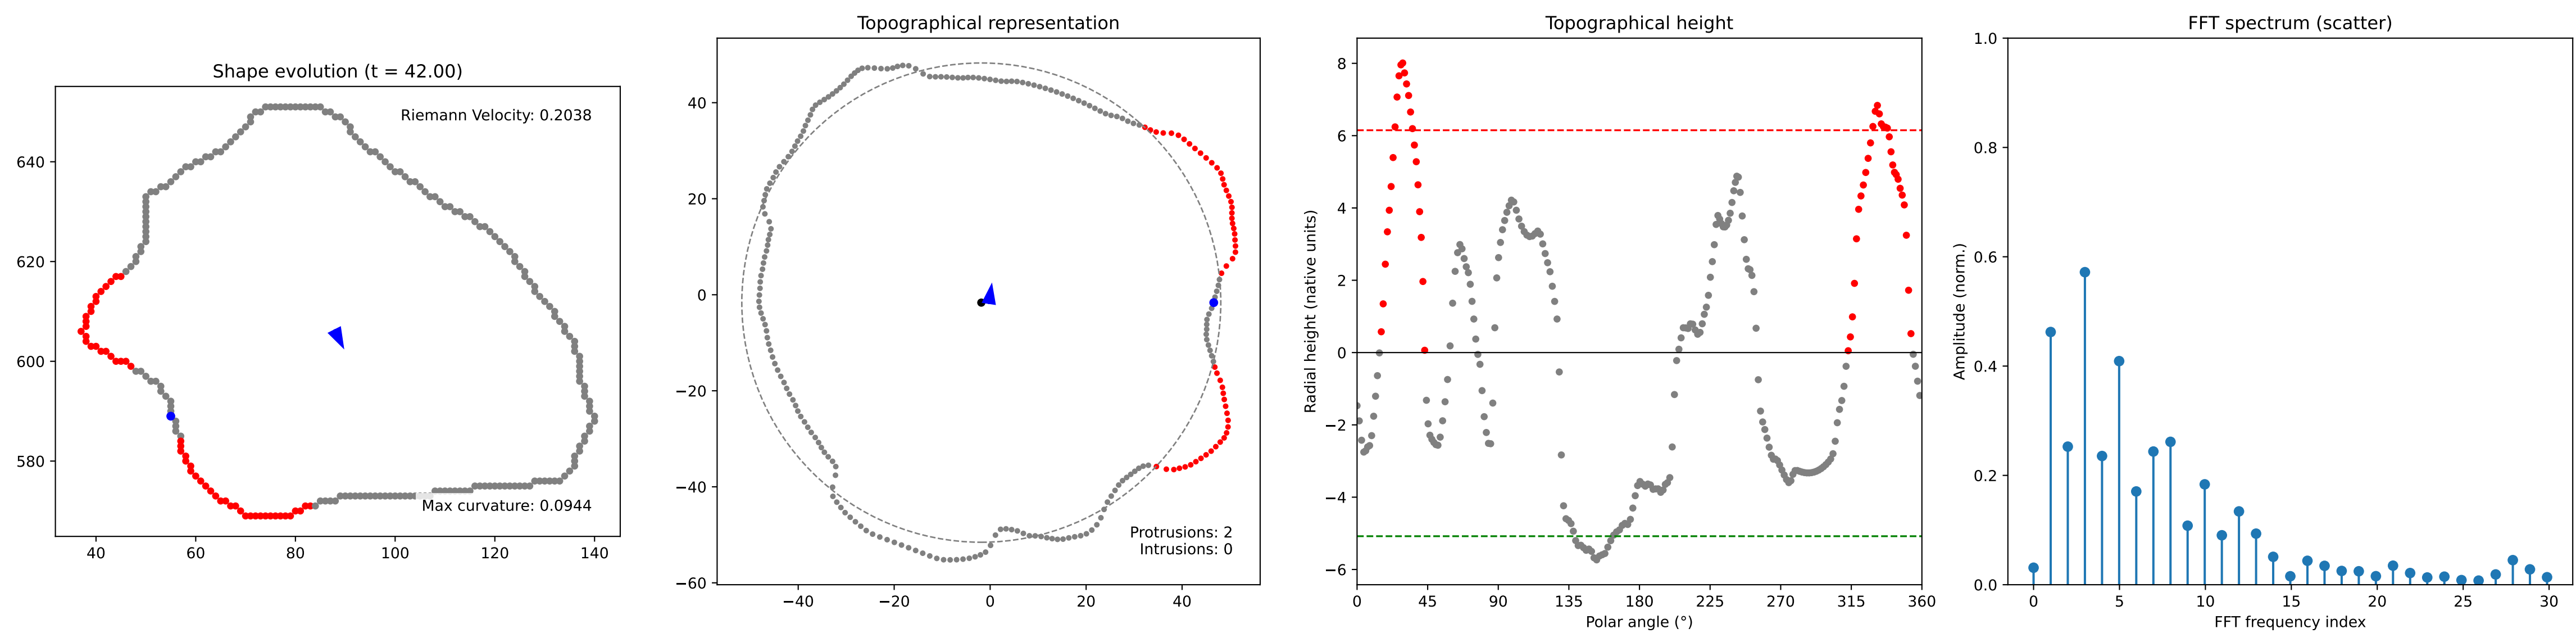 Shape evolution (t = 42.00)
Riemann Velocity: 0.2038
640
620
600
580
Max curvature: 0.0944
40 60 80 100 120 140
Topographical representation
40
20
0
−20
−40
−60
Protrusions: 2
Intrusions: 0
−40 −20 0 20 40
Topographical height
Radial height (native units)
8
6
4
2
0
−2
−4
−6
0 45 90 135 180 225 270 315 360
Polar angle (°)
FFT spectrum (scatter)
Amplitude (norm.)
1.0
0.8
0.6
0.4
0.2
0.0
0 5 10 15 20 25 30
FFT frequency index